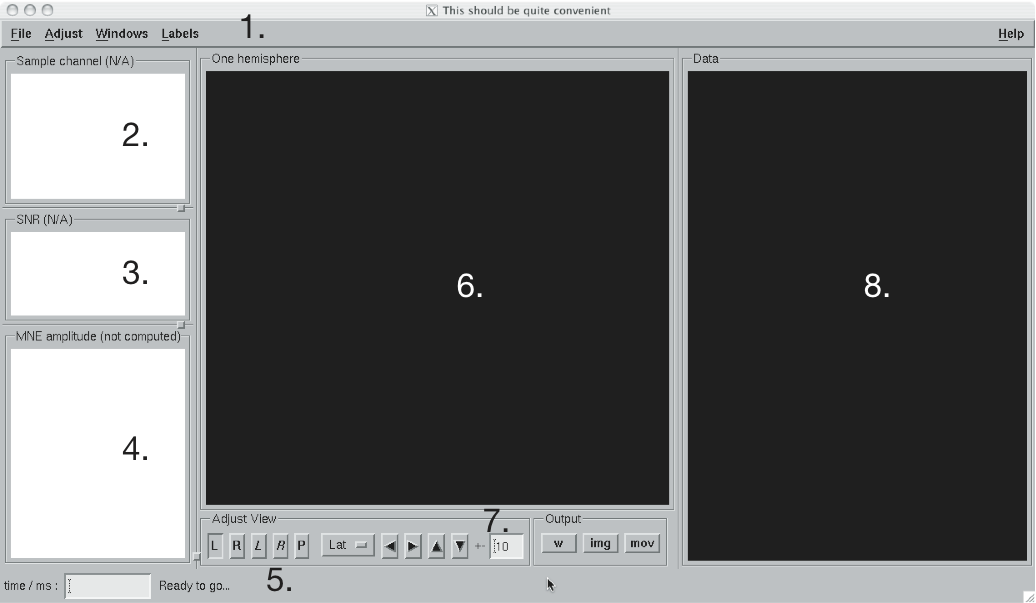 This should be quite convenient
1.
File Adjust Windows Labels Help
Sample channel (N/A)
2.
SNR (N/A)
3.
MNE amplitude (not computed)
4.
One hemisphere
6.
Data
8.
Adjust View
7.
L R L R P Lat +- 10
Output
w img mov
time / ms : Ready to go...
5.